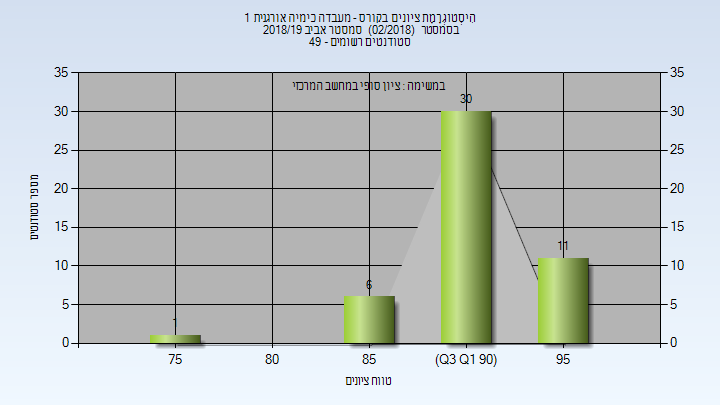 היסטוגרמת ציונים בקורס - מעבדה כימיה אורגנית 1
בסמסטר (02/2018) סמסטר אביב 2018/19
סטודנטים רשומים - 49
במשימה : ציון סופי במחשב המרכזי
35 35
30 30
25 25
20 20
15 15
10 10
5 5
0 0
1
6
30
11
75 80 85 (Q3 Q1 90) 95
מספר סטודנטים
טווח ציונים